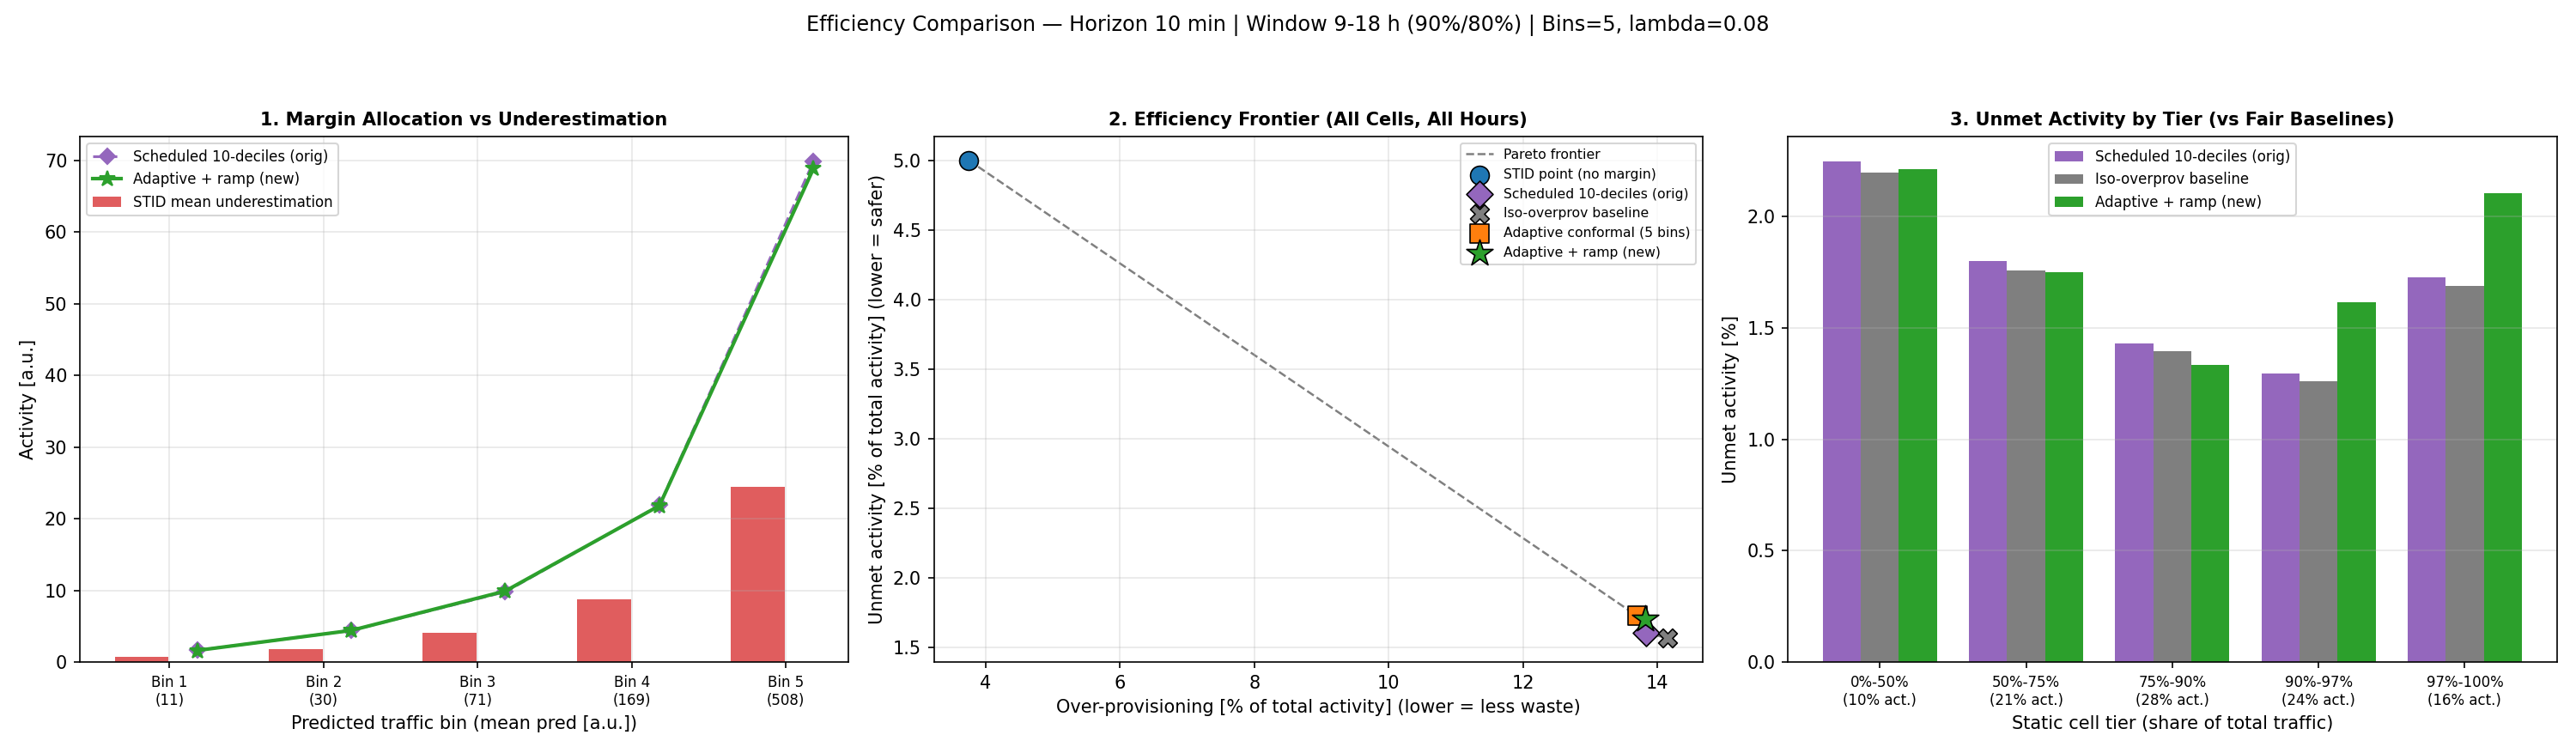 Efficiency Comparison — Horizon 10 min | Window 9-18 h (90%/80%) | Bins=5, lambda=0.08
1. Margin Allocation vs Underestimation
Activity [a.u.]
70
60
50
40
30
20
10
0
Scheduled 10-deciles (orig)
Adaptive + ramp (new)
STID mean underestimation
Bin 1
(11)
Bin 2
(30)
Bin 3
(71)
Bin 4
(169)
Bin 5
(508)
Predicted traffic bin (mean pred [a.u.])
2. Efficiency Frontier (All Cells, All Hours)
Unmet activity [% of total activity] (lower = safer)
5.0
4.5
4.0
3.5
3.0
2.5
2.0
1.5
Pareto frontier
STID point (no margin)
Scheduled 10-deciles (orig)
Iso-overprov baseline
Adaptive conformal (5 bins)
Adaptive + ramp (new)
4
6
8
10
12
14
Over-provisioning [% of total activity] (lower = less waste)
3. Unmet Activity by Tier (vs Fair Baselines)
Unmet activity [%]
2.0
1.5
1.0
0.5
0.0
Scheduled 10-deciles (orig)
Iso-overprov baseline
Adaptive + ramp (new)
0%-50%
(10% act.)
50%-75%
(21% act.)
75%-90%
(28% act.)
90%-97%
(24% act.)
97%-100%
(16% act.)
Static cell tier (share of total traffic)